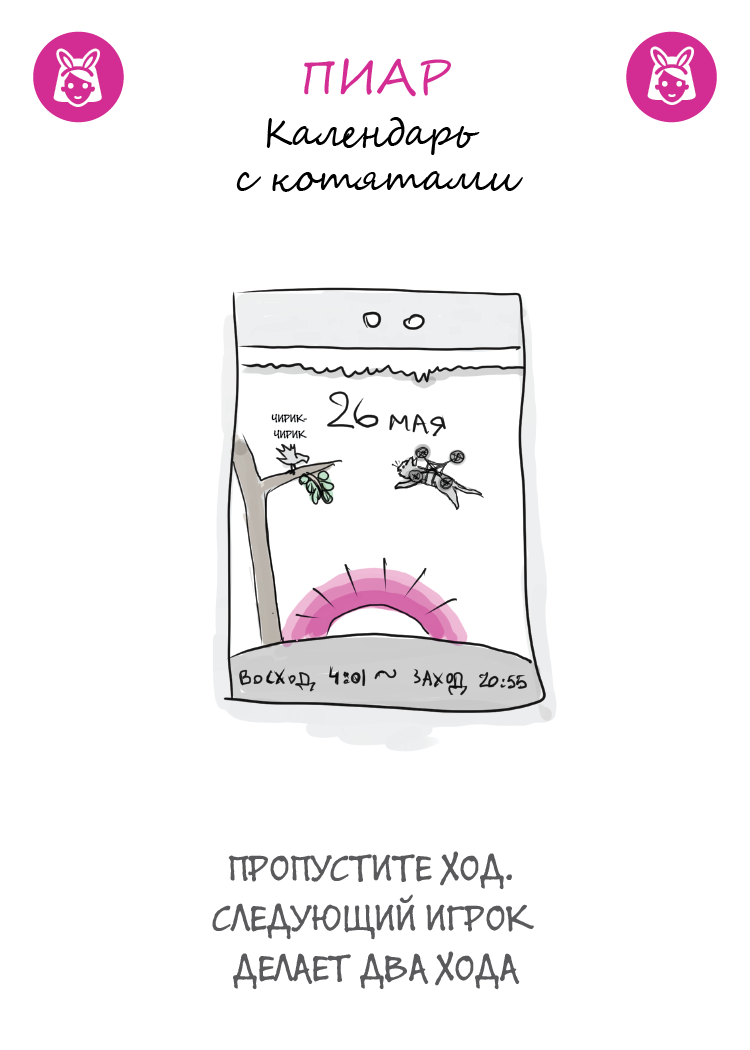 ПИАР
Календарь
с котятами
26 МАЯ
ЧИРИК-
ЧИРИК
ВОСХОД 4:01 ~ ЗАХОД 20:55
ПРОПУСТИТЕ ХОД.
СЛЕДУЮЩИЙ ИГРОК
ДЕЛАЕТ ДВА ХОДА